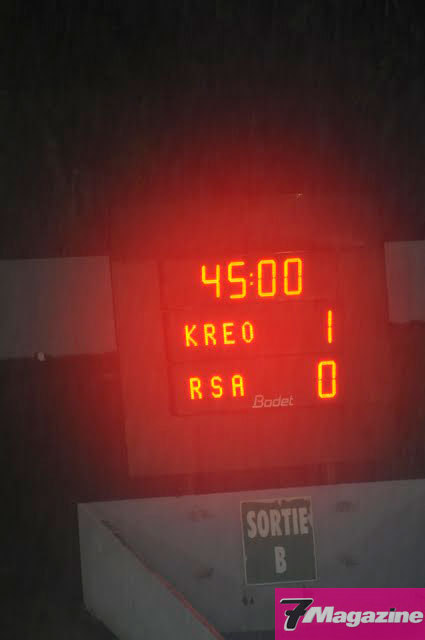 45:00
KREO 1
RSA 0
Bodet
SORTIE
B
7Magazine